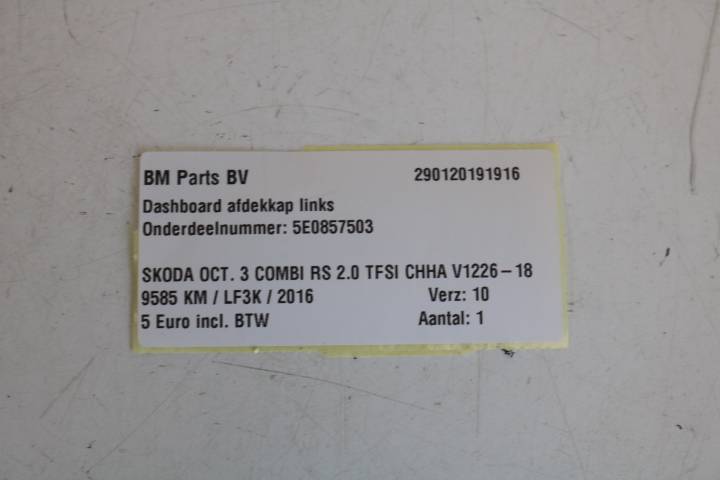 BM Parts BV 290120191916
Dashboard afdekkap links
Onderdeelnummer: 5E0857503
SKODA OCT. 3 COMBI RS 2.0 TFSI CHHA V1226-18
9585 KM / LF3K / 2016 Verz: 10
5 Euro incl. BTW Aantal: 1